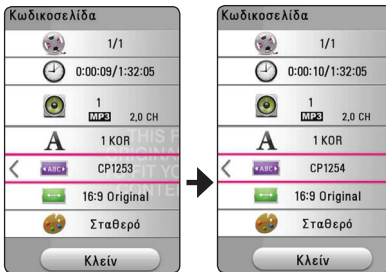 Κωδικοσελίδα
1/1
0:00:09/1:32:05
1
MP3 2,0 CH
A 1 KOR
ABC CP1253
16:9 Original
Σταθερό
Κλείν
Κωδικοσελίδα
1/1
0:00:10/1:32:05
1
MP3 2,0 CH
A 1 KOR
ABC CP1254
16:9 Original
Σταθερό
Κλείν